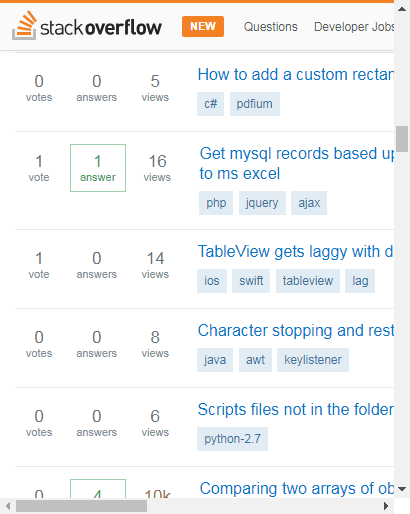 stackoverflow NEW Questions Developer Jobs
0 0 5 How to add a custom rectan
votes answers views
c# pdfium
1 1 16 Get mysql records based up
vote answer views to ms excel
php jquery ajax
1 0 14 TableView gets laggy with d
vote answers views
ios swift tableview lag
0 0 8 Character stopping and rest
votes answers views
java awt keylistener
0 0 6 Scripts files not in the folder
votes answers views
python-2.7
0 4 10k Comparing two arrays of ob